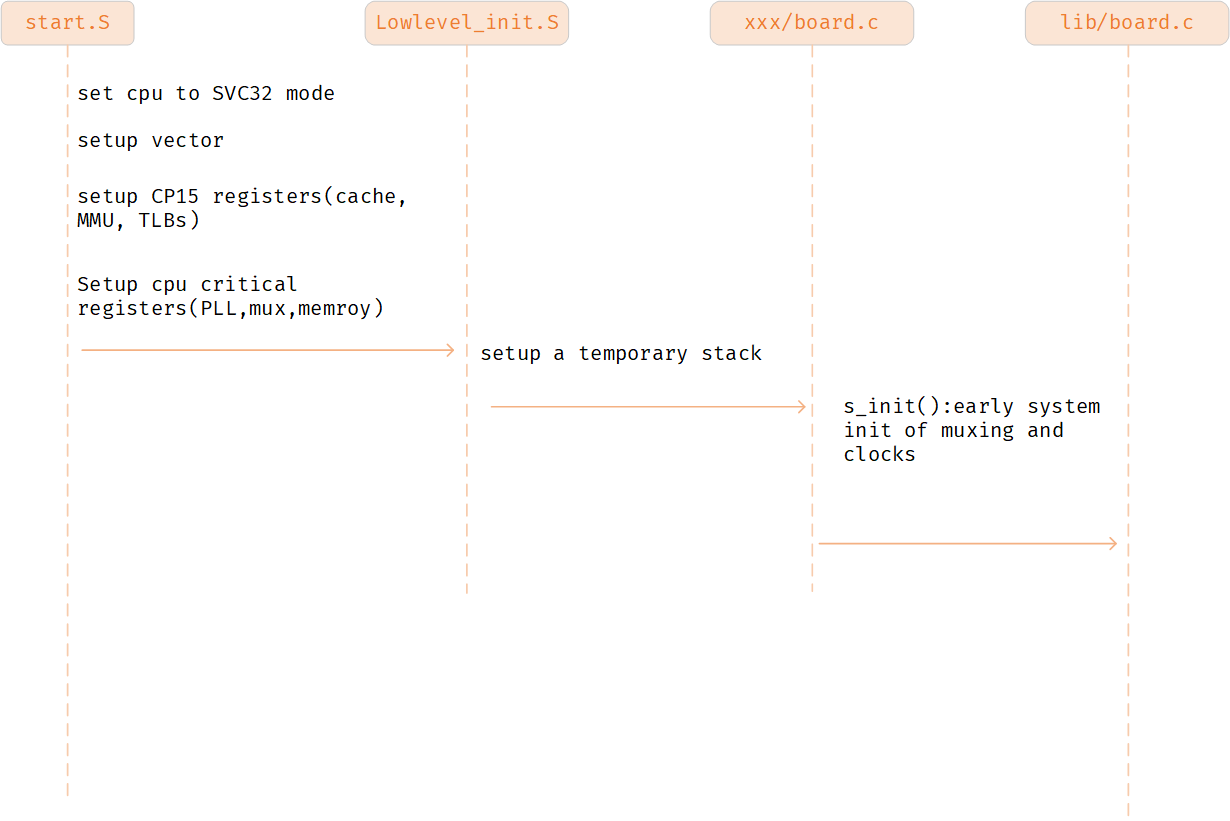 start.S
Lowlevel_init.S
xxx/board.c
lib/board.c
set cpu to SVC32 mode
setup vector
setup CP15 registers(cache,
MMU, TLBs)
Setup cpu critical
registers(PLL,mux,memroy)
setup a temporary stack
s_init():early system
init of muxing and
clocks